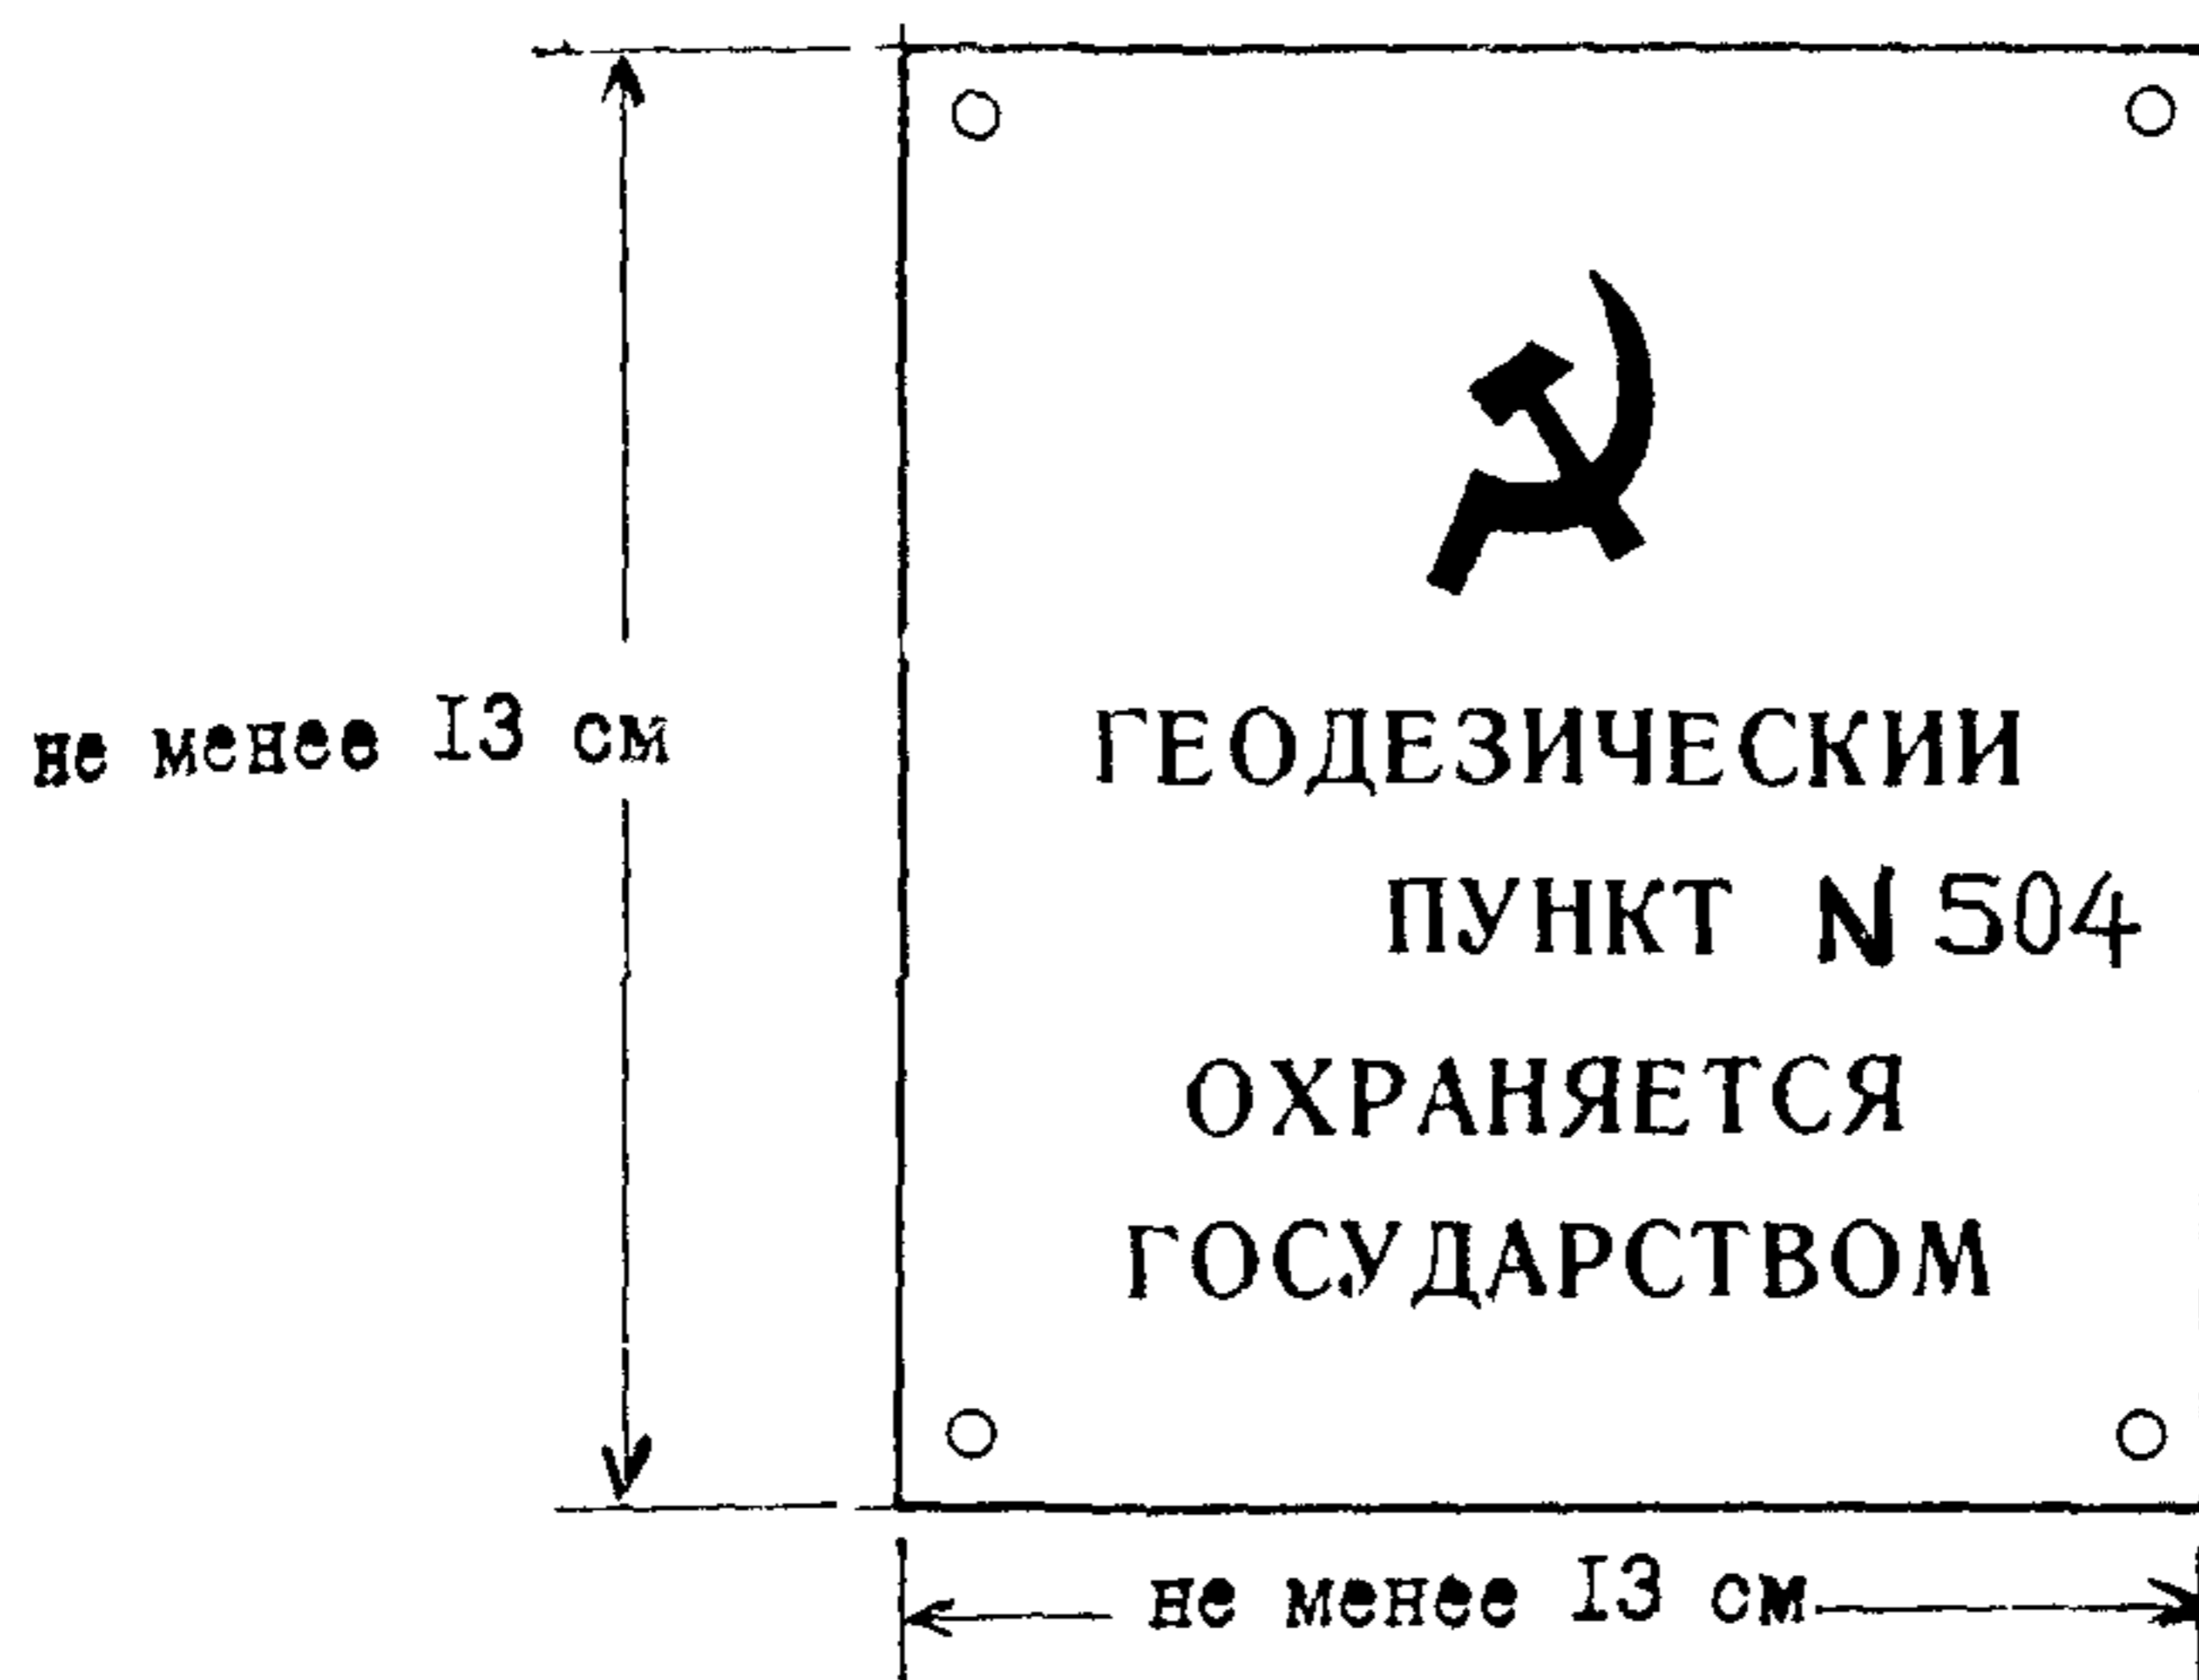 не менее 13 см
ГЕОДЕЗИЧЕСКИИ
ПУНКТ N 504
ОХРАНЯЕТСЯ
ГОСУДАРСТВОМ
не менее 13 см